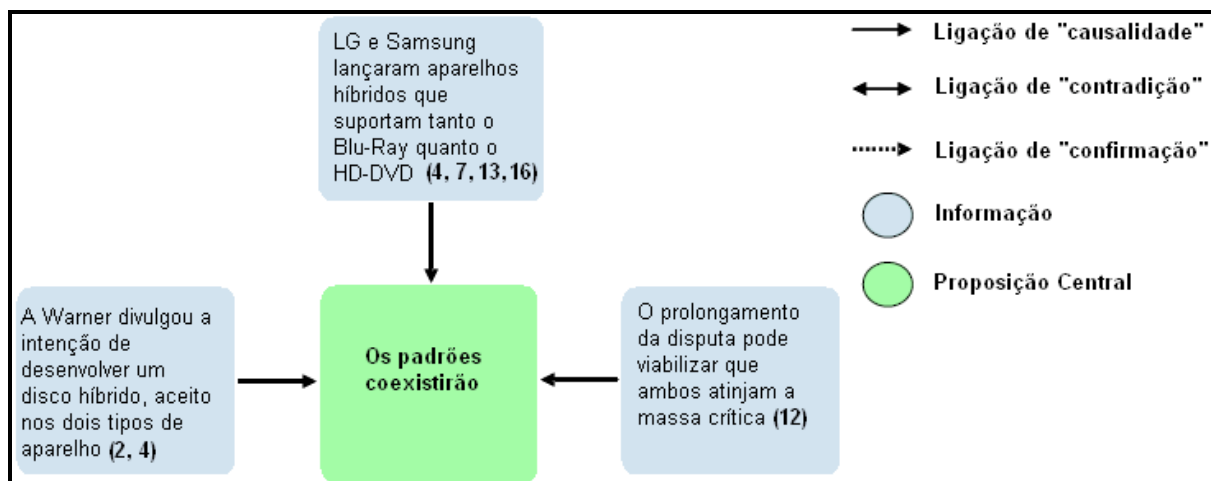 LG e Samsung
lançaram aparelhos
híbridos que
suportam tanto o
Blu-Ray quanto o
HD-DVD (4, 7, 13, 16)
A Warner divulgou a
intenção de
desenvolver um
disco híbrido, aceito
nos dois tipos de
aparelho (2, 4)
Os padrões
coexistirão
O prolongamento
da disputa pode
viabilizar que
ambos atinjam a
massa crítica (12)
Ligação de "causalidade"
Ligação de "contradição"
Ligação de "confirmação"
Informação
Proposição Central